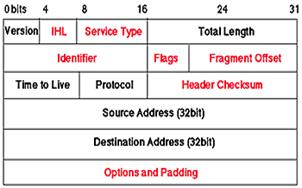 0 bits 4 8 16 24 31
Version IHL Service Type Total Length
Identifier Flags Fragment Offset
Time to Live Protocol Header Checksum
Source Address (32bit)
Destination Address (32bit)
Options and Padding